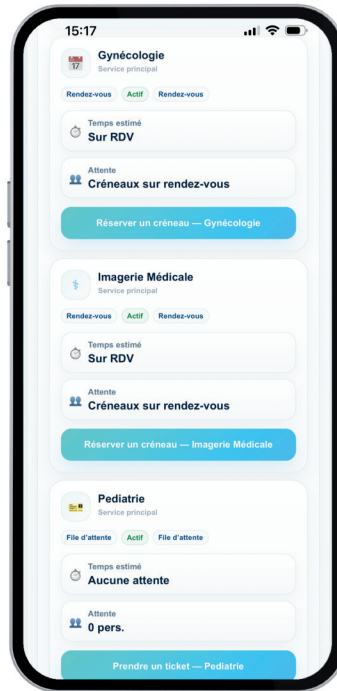 15:17
17
Gynécologie
Service principal
Rendez-vous Actif Rendez-vous
Temps estimé
Sur RDV
Attente
Créneaux sur rendez-vous
Réserver un créneau — Gynécologie
Imagerie Médicale
Service principal
Rendez-vous Actif Rendez-vous
Temps estimé
Sur RDV
Attente
Créneaux sur rendez-vous
Réserver un créneau — Imagerie Médicale
Pediatrie
Service principal
File d'attente Actif File d'attente
Temps estimé
Aucune attente
Attente
0 pers.
Prendre un ticket — Pediatrie